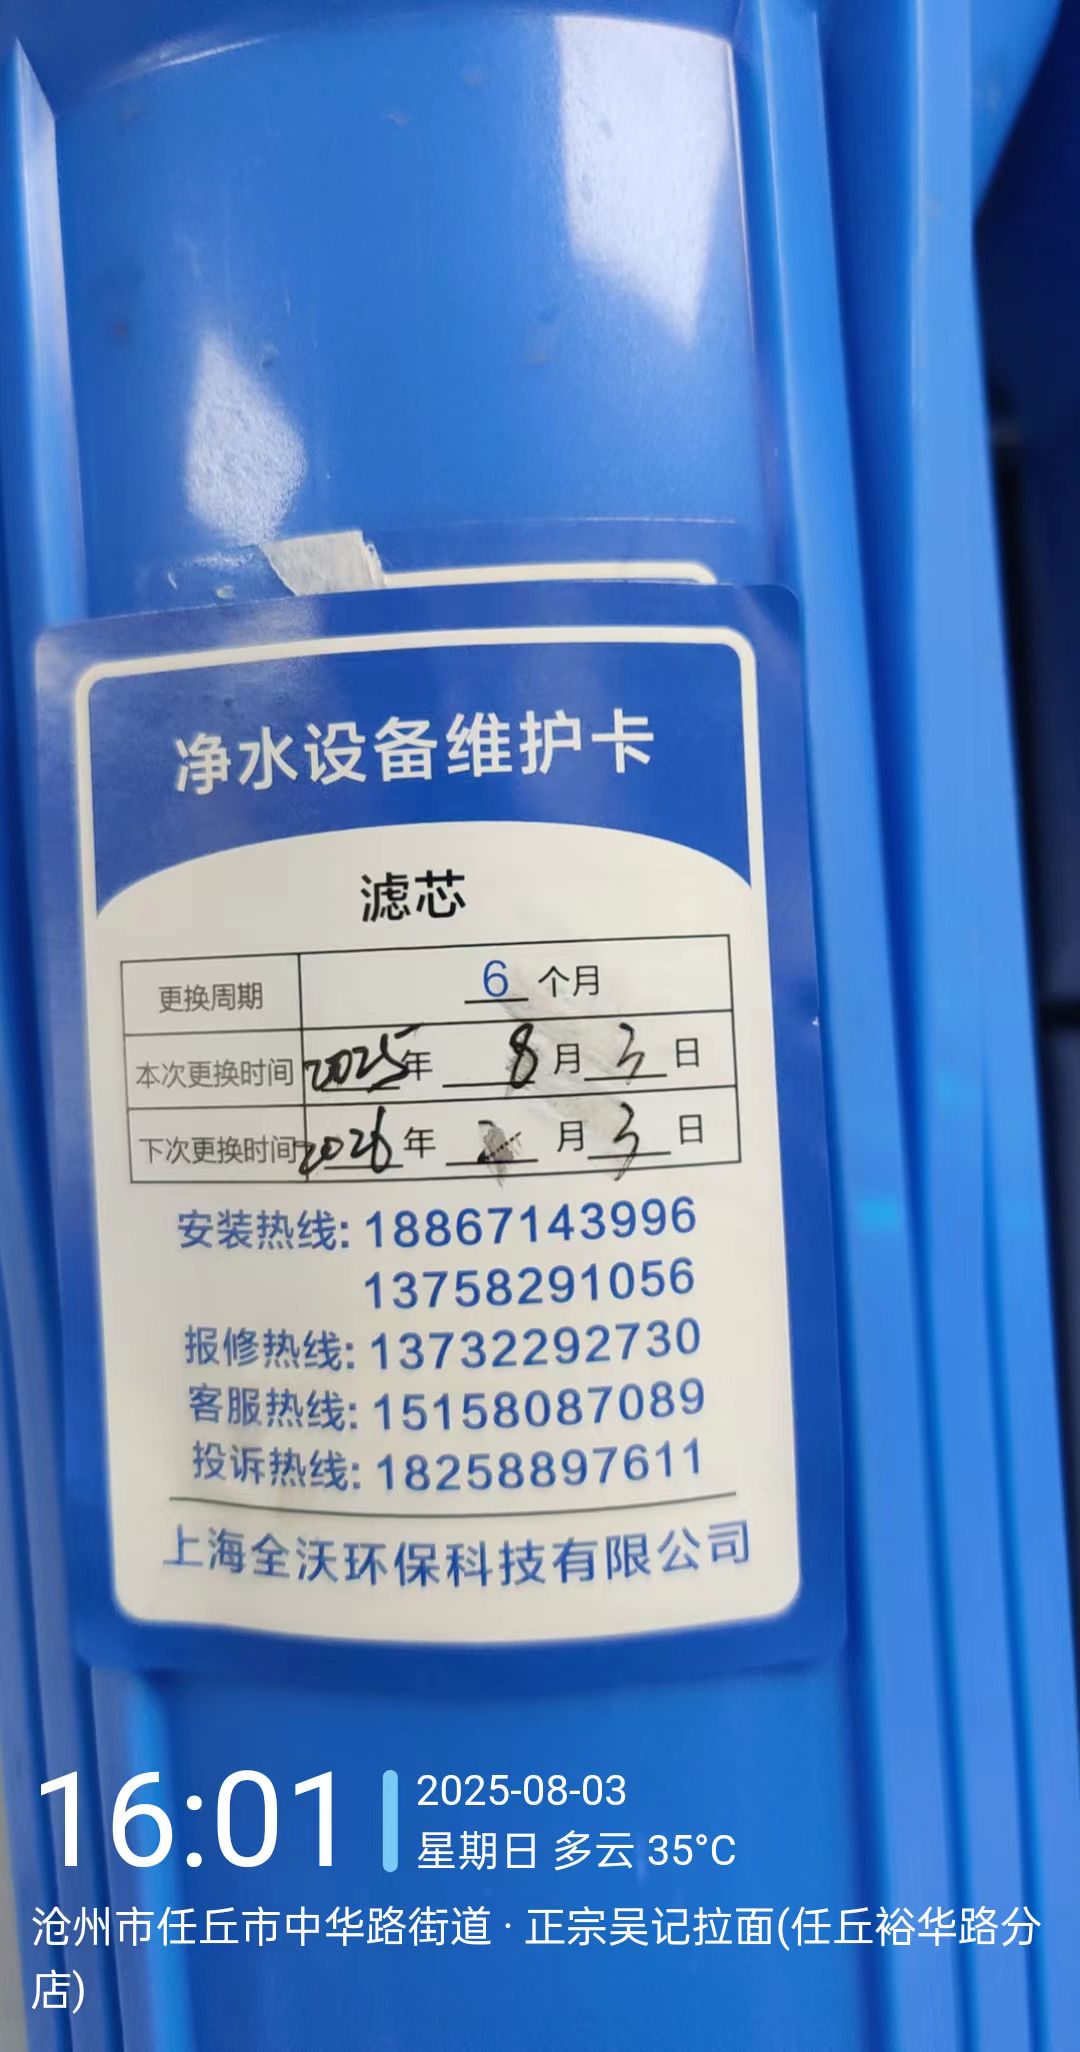 净水设备维护卡
滤芯
更换周期 6 个月
本次更换时间 2025年 8月3日
下次更换时间 2026年 2月3日
安装热线: 18867143996
13758291056
报修热线: 13732292730
客服热线: 15158087089
投诉热线: 18258897611
上海全沃环保科技有限公司
16:01
2025-08-03
星期日 多云 35°C
沧州市任丘市中华路街道 · 正宗吴记拉面(任丘裕华路分
店)